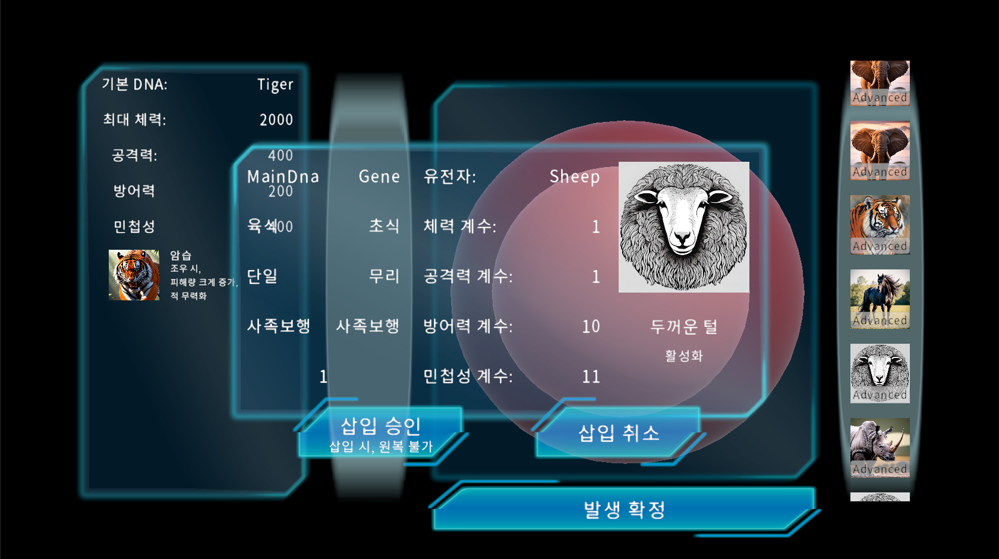 기본 DNA: Tiger
최대 체력: 2000
공격력: 400
방어력 200
민첩성 400
암습
조우 시,
피해량 크게 증가,
적 무력화
MainDna Gene
육식 초식
단일 무리
사족보행 사족보행
1
유전자: Sheep
체력 계수: 1
공격력 계수: 1
방어력 계수: 10
민첩성 계수: 11
두꺼운 털
활성화
삽입 승인
삽입 시, 원복 불가
삽입 취소
발생 확정
Advanced
Advanced
Advanced
Advanced
Advanced
Advanced